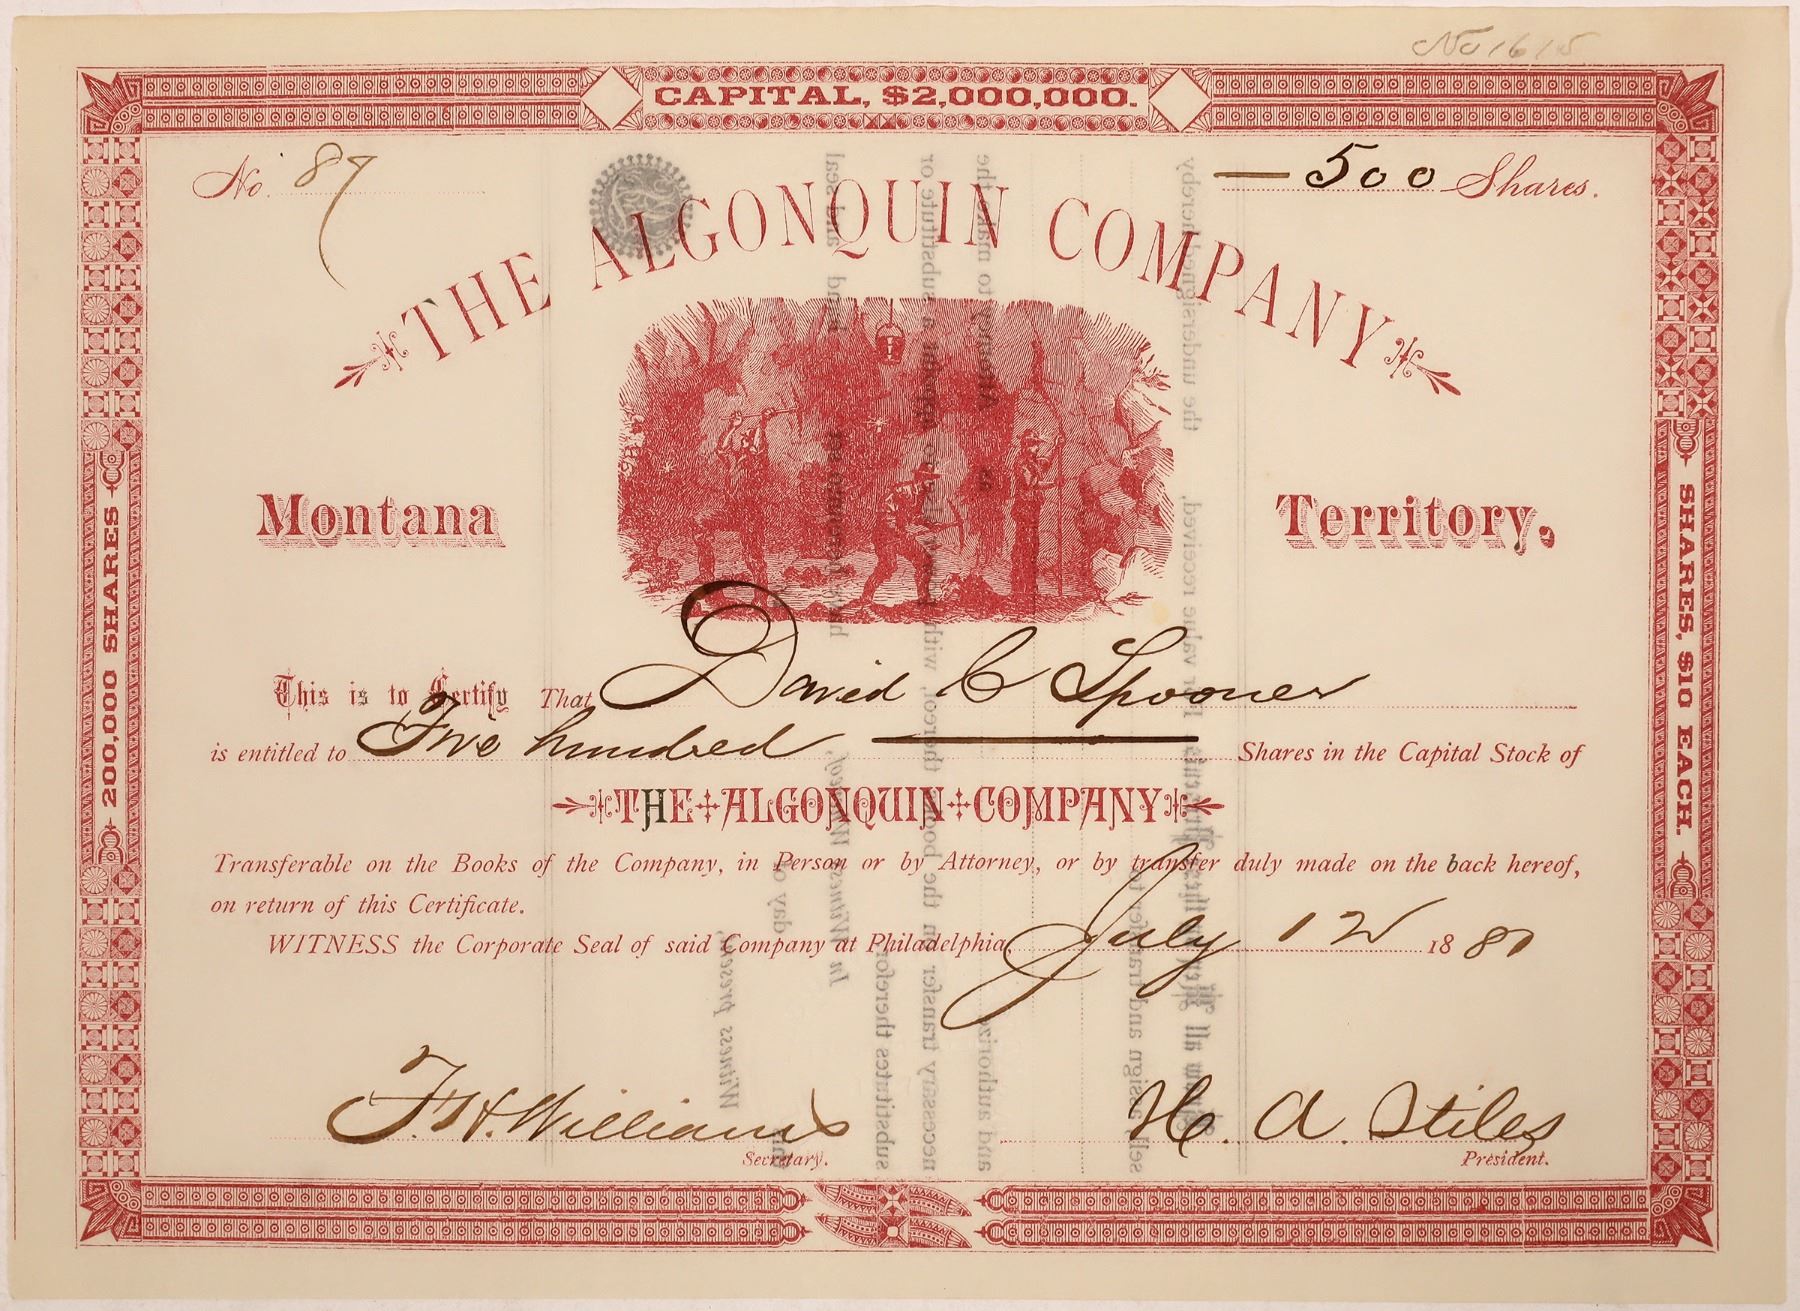 No 1615
CAPITAL, $2,000,000.
No. 87
500 Shares.
THE ALGONQUIN COMPANY
Montana Territory.
200,000 SHARES
SHARES, $10 EACH.
This is to Certify That David C Spooner
is entitled to Five hundred Shares in the Capital Stock of
THE ALGONQUIN COMPANY
Transferable on the Books of the Company, in Person or by Attorney, or by transfer duly made on the back hereof,
on return of this Certificate.
WITNESS the Corporate Seal of said Company at Philadelphia, July 12 1881
F. H. Williams H. A. Stiles
Secretary. President.